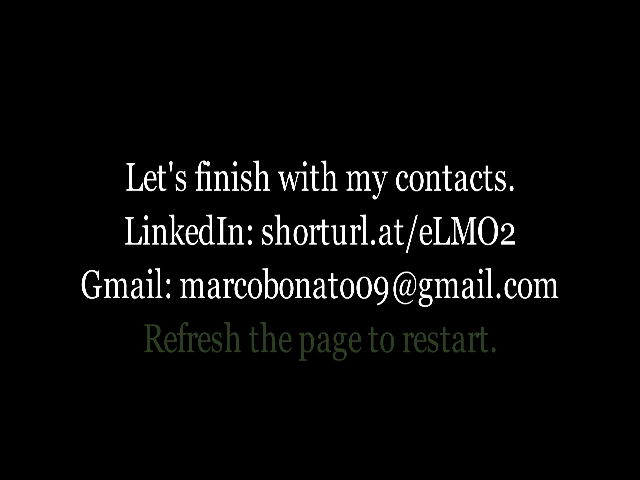 Let's finish with my contacts.
LinkedIn: shorturl.at/eLMO2
Gmail: marcobonato09@gmail.com
Refresh the page to restart.